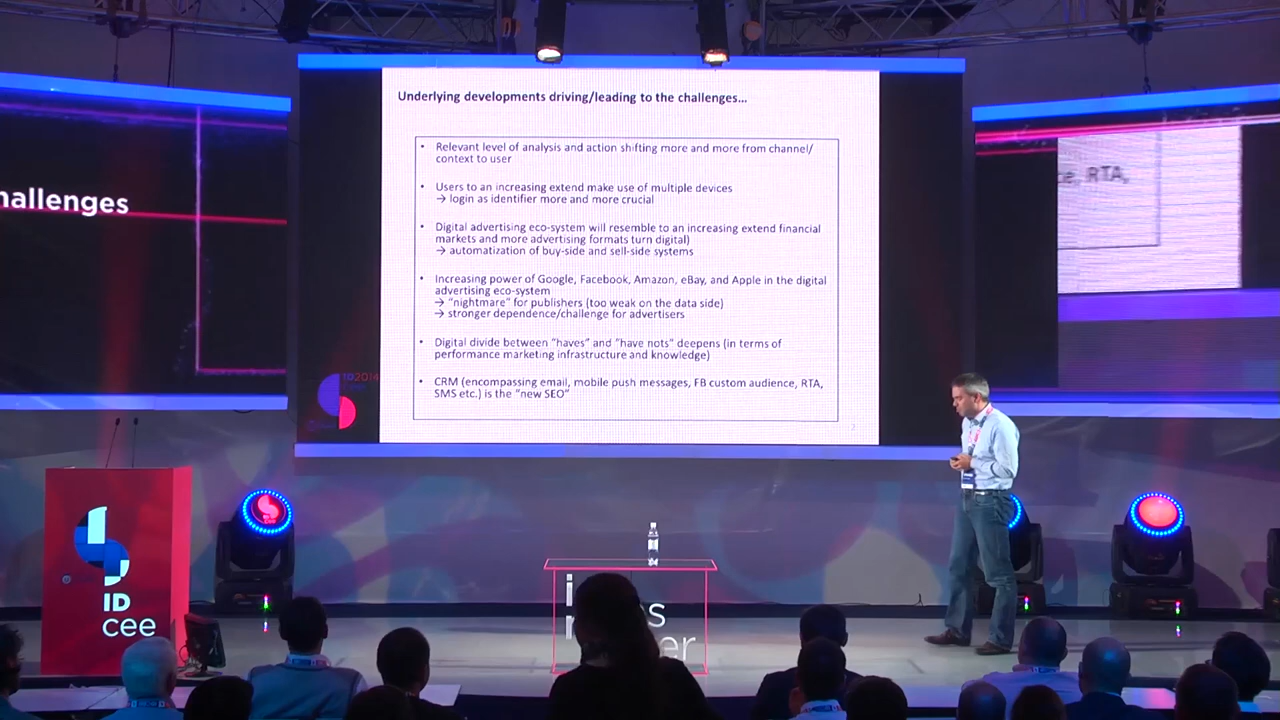 Underlying developments driving/leading to the challenges...
• Relevant level of analysis and action shifting more and more from channel/
context to user
• Users to an increasing extend make use of multiple devices
→ login as identifier more and more crucial
• Digital advertising eco-system will resemble to an increasing extend financial
markets and more advertising formats turn digital)
→ automatization of buy-side and sell-side systems
• Increasing power of Google, Facebook, Amazon, eBay, and Apple in the digital
advertising eco-system
→ "nightmare" for publishers (too weak on the data side)
→ stronger dependence/challenge for advertisers
• Digital divide between "haves" and "have nots" deepens (in terms of
performance marketing infrastructure and knowledge)
• CRM (encompassing email, mobile push messages, FB custom audience, RTA,
SMS etc.) is the "new SEO"
hallenges
RTA,
2014
ID
cee